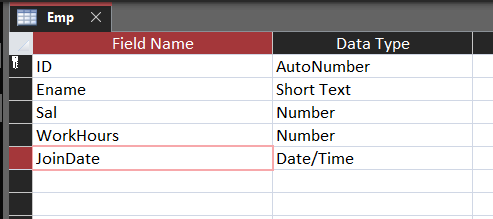 Emp
Field Name Data Type
ID AutoNumber
Ename Short Text
Sal Number
WorkHours Number
JoinDate Date/Time